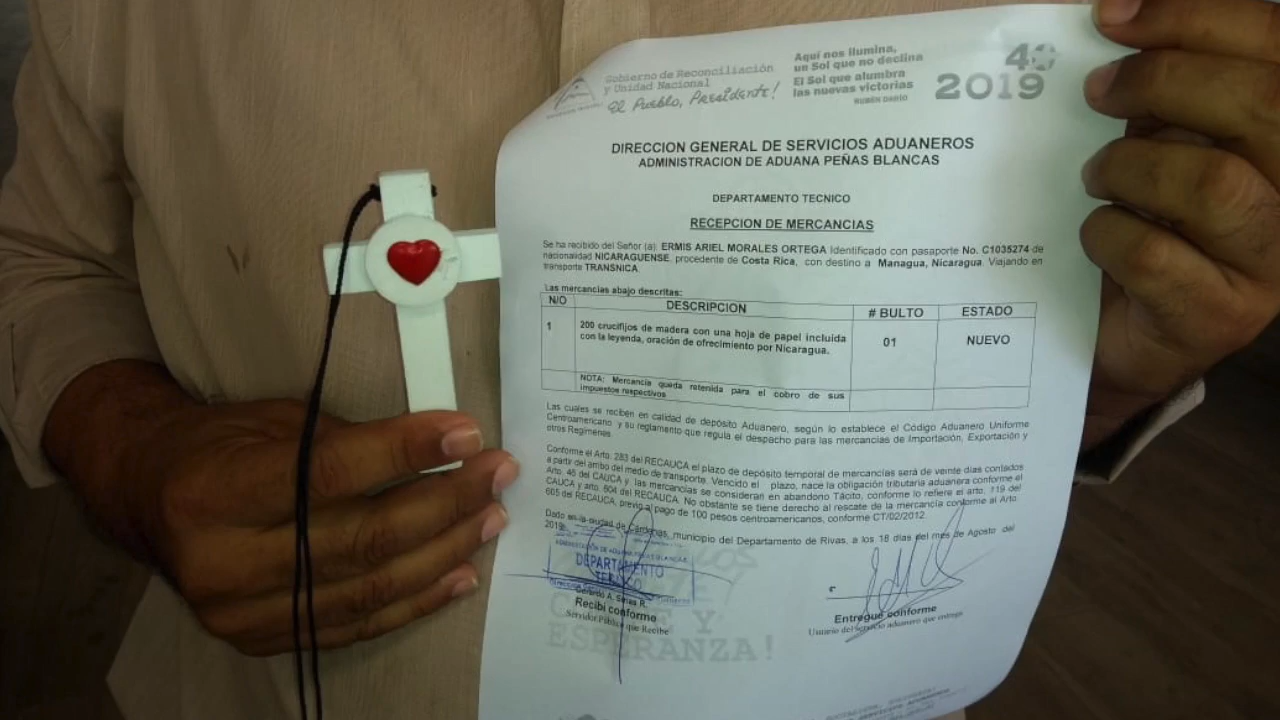 Gobierno de Reconciliación
y Unidad Nacional
El Pueblo, Presidente!
Aquí nos ilumina,
un Sol que no declina
El Sol que alumbra
las nuevas victorias
RUBÉN DARÍO
40
2019
DIRECCION GENERAL DE SERVICIOS ADUANEROS
ADMINISTRACION DE ADUANA PEÑAS BLANCAS
DEPARTAMENTO TECNICO
RECEPCION DE MERCANCIAS
Se ha recibido del Señor (a): ERMIS ARIEL MORALES ORTEGA Identificado con pasaporte No. C1035274 de
nacionalidad NICARAGUENSE, procedente de Costa Rica, con destino a Managua, Nicaragua. Viajando en
transporte TRANSNICA.
Las mercancías abajo descritas:
N/O DESCRIPCION # BULTO ESTADO
1 200 crucifijos de madera con una hoja de papel incluida 01 NUEVO
con la leyenda, oración de ofrecimiento por Nicaragua.
NOTA: Mercancía queda retenida para el cobro de sus
impuestos respectivos
Las cuales se reciben en calidad de depósito Aduanero, según lo establece el Código Aduanero Uniforme
Centroamericano y su reglamento que regula el despacho para las mercancías de Importación, Exportación y
otros Regímenes.
Conforme el Arto. 283 del RECAUCA el plazo de depósito temporal de mercancías será de veinte días contados
a partir del arribo del medio de transporte. Vencido el plazo, nace la obligación tributaria aduanera conforme el
Arto. 46 del CAUCA y las mercancías se consideran en abandono Tácito, conforme lo refiere el arto. 119 del
CAUCA y arto. 604 del RECAUCA. No obstante se tiene derecho al rescate de la mercancía conforme al Arto.
605 del RECAUCA, previo al pago de 100 pesos centroamericanos, conforme CT/02/2012.
Dado en la ciudad de Cárdenas, municipio del Departamento de Rivas, a los 18 días del mes de Agosto del
2019.
ADMINISTRACIÓN DE ADUANA PEÑAS BLANCAS
DEPARTAMENTO
TECNICO
Recibi conforme
Servidor Público que Recibe
Entregue conforme
Usuario del servicio aduanero que entrega
ESPERANZA!